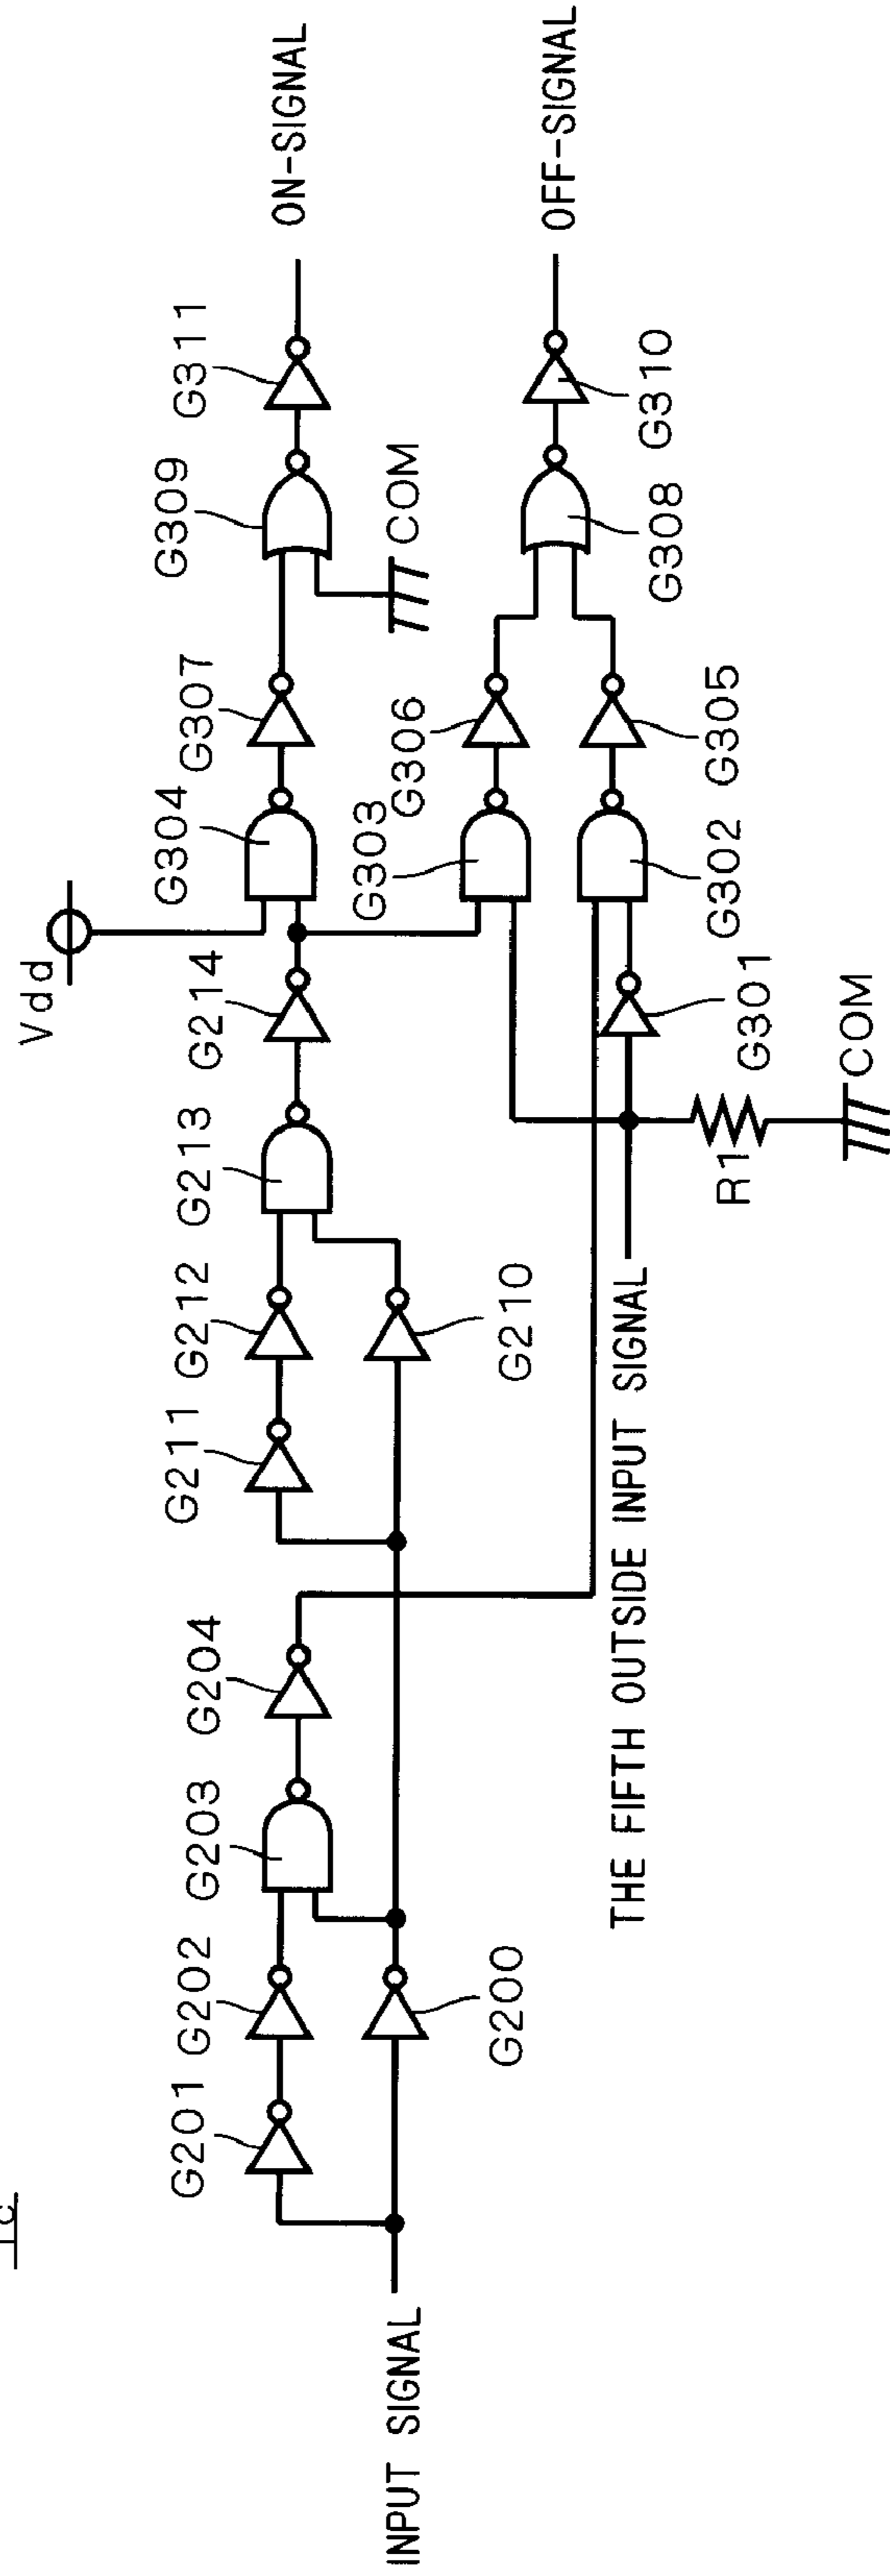 1c
Vdd
INPUT SIGNAL
G201
G202
G203
G204
G200
G211
G212
G213
G214
G210
G304
G307
G309
G311
ON-SIGNAL
COM
G303
G306
G308
G310
OFF-SIGNAL
G302
G305
G301
THE FIFTH OUTSIDE INPUT SIGNAL
R1
COM